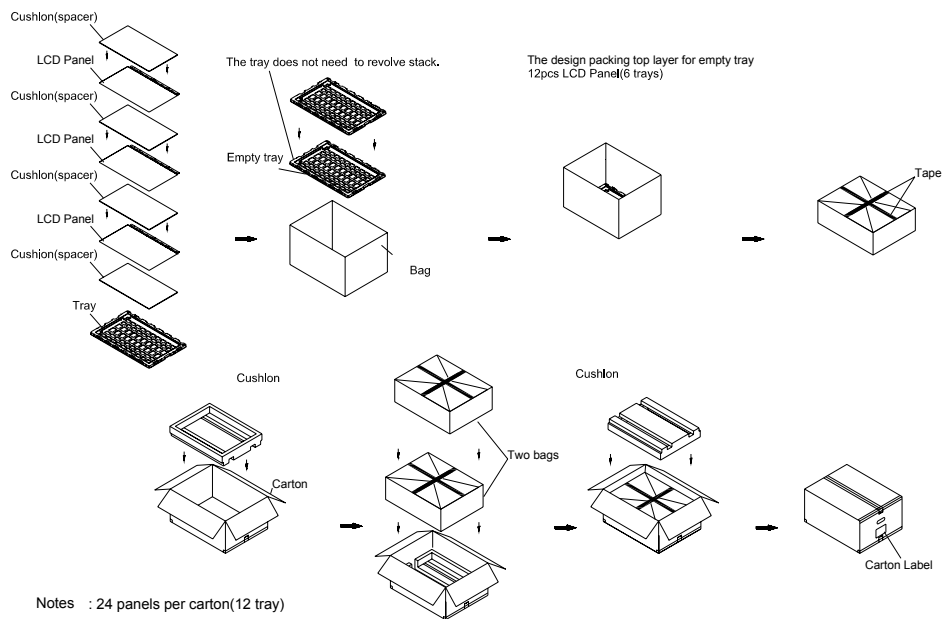 Cushlon(spacer)
LCD Panel
Cushlon(spacer)
LCD Panel
Cushlon(spacer)
LCD Panel
Cushion(spacer)
Tray
The tray does not need to revolve stack.
Empty tray
Bag
The design packing top layer for empty tray
12pcs LCD Panel(6 trays)
Tape
Cushlon
Carton
Two bags
Cushlon
Carton Label
Notes : 24 panels per carton(12 tray)